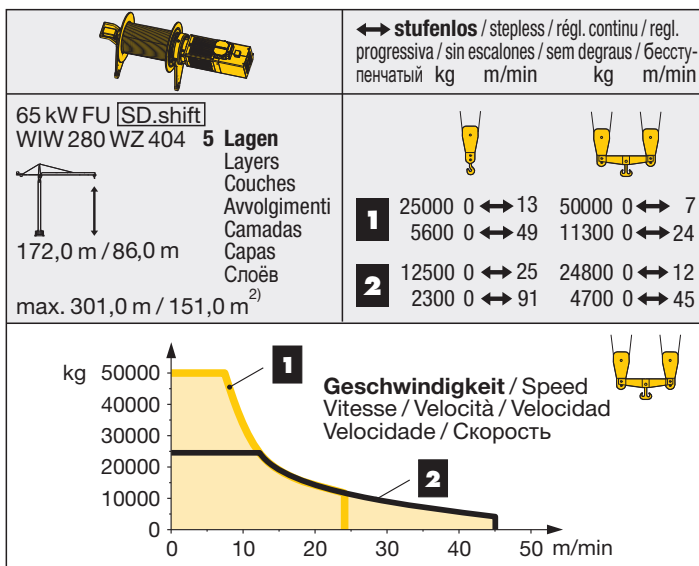 ↔ stufenlos / stepless / régl. continu / regl.
progressiva / sin escalones / sem degraus / бессту-
пенчатый kg m/min kg m/min
65 kW FU SD.shift
WIW 280 WZ 404 5 Lagen
Layers
Couches
Avvolgimenti
Camadas
Capas
Слоёв
172,0 m / 86,0 m
max. 301,0 m / 151,0 m 2)
1 25000 0 ↔ 13 50000 0 ↔ 7
5600 0 ↔ 49 11300 0 ↔ 24
2 12500 0 ↔ 25 24800 0 ↔ 12
2300 0 ↔ 91 4700 0 ↔ 45
kg 50000
40000
30000
20000
10000
0
1
Geschwindigkeit / Speed
Vitesse / Velocità / Velocidad
Velocidade / Скорость
2
0 10 20 30 40 50 m/min